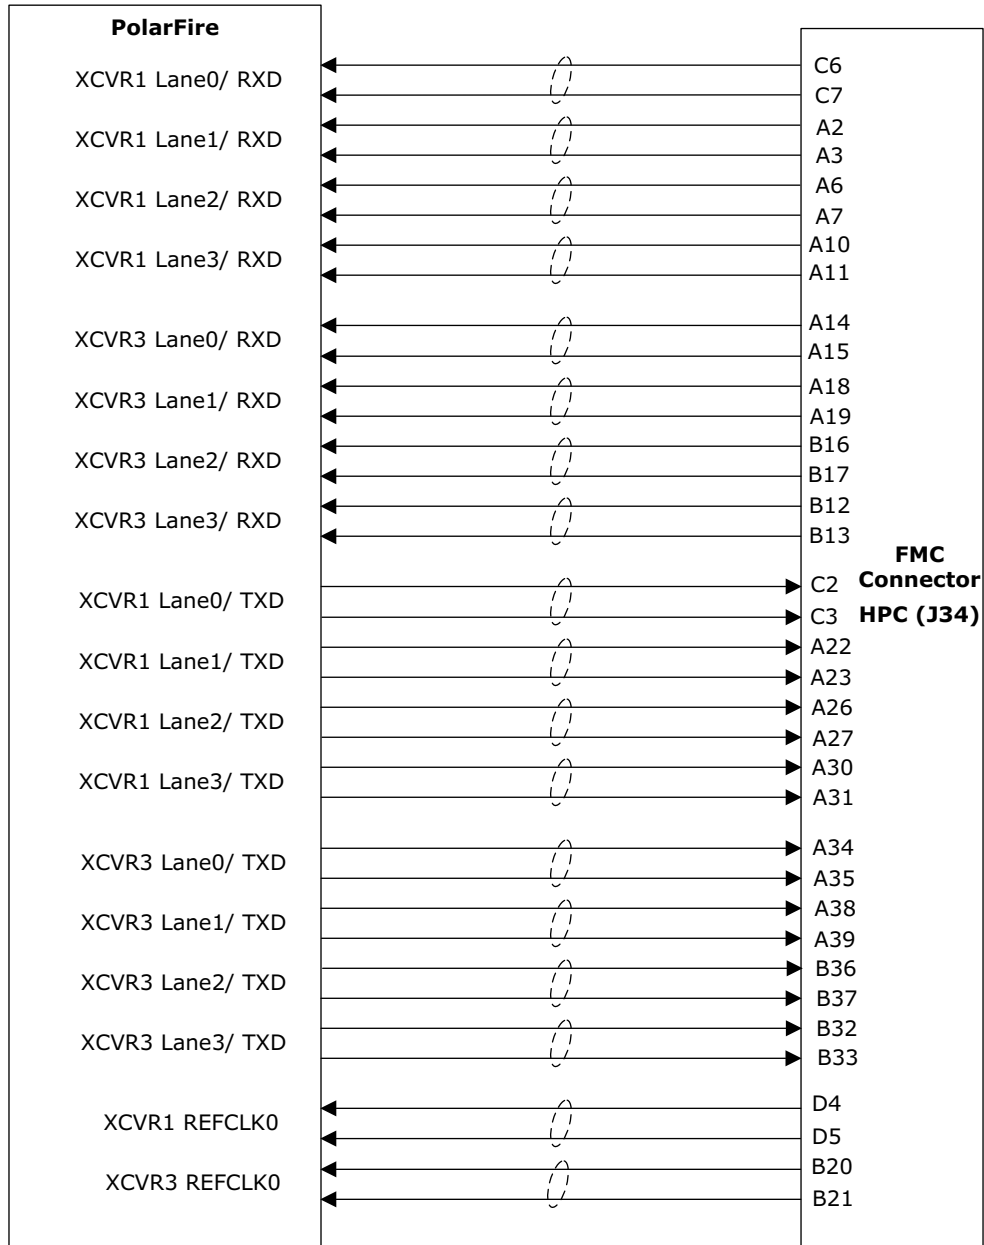 PolarFire
XCVR1 Lane0/ RXD
C6
C7
XCVR1 Lane1/ RXD
A2
A3
XCVR1 Lane2/ RXD
A6
A7
XCVR1 Lane3/ RXD
A10
A11
XCVR3 Lane0/ RXD
A14
A15
XCVR3 Lane1/ RXD
A18
A19
XCVR3 Lane2/ RXD
B16
B17
XCVR3 Lane3/ RXD
B12
B13
FMC
Connector
HPC (J34)
XCVR1 Lane0/ TXD
C2
C3
XCVR1 Lane1/ TXD
A22
A23
XCVR1 Lane2/ TXD
A26
A27
XCVR1 Lane3/ TXD
A30
A31
XCVR3 Lane0/ TXD
A34
A35
XCVR3 Lane1/ TXD
A38
A39
XCVR3 Lane2/ TXD
B36
B37
XCVR3 Lane3/ TXD
B32
B33
XCVR1 REFCLK0
D4
D5
XCVR3 REFCLK0
B20
B21